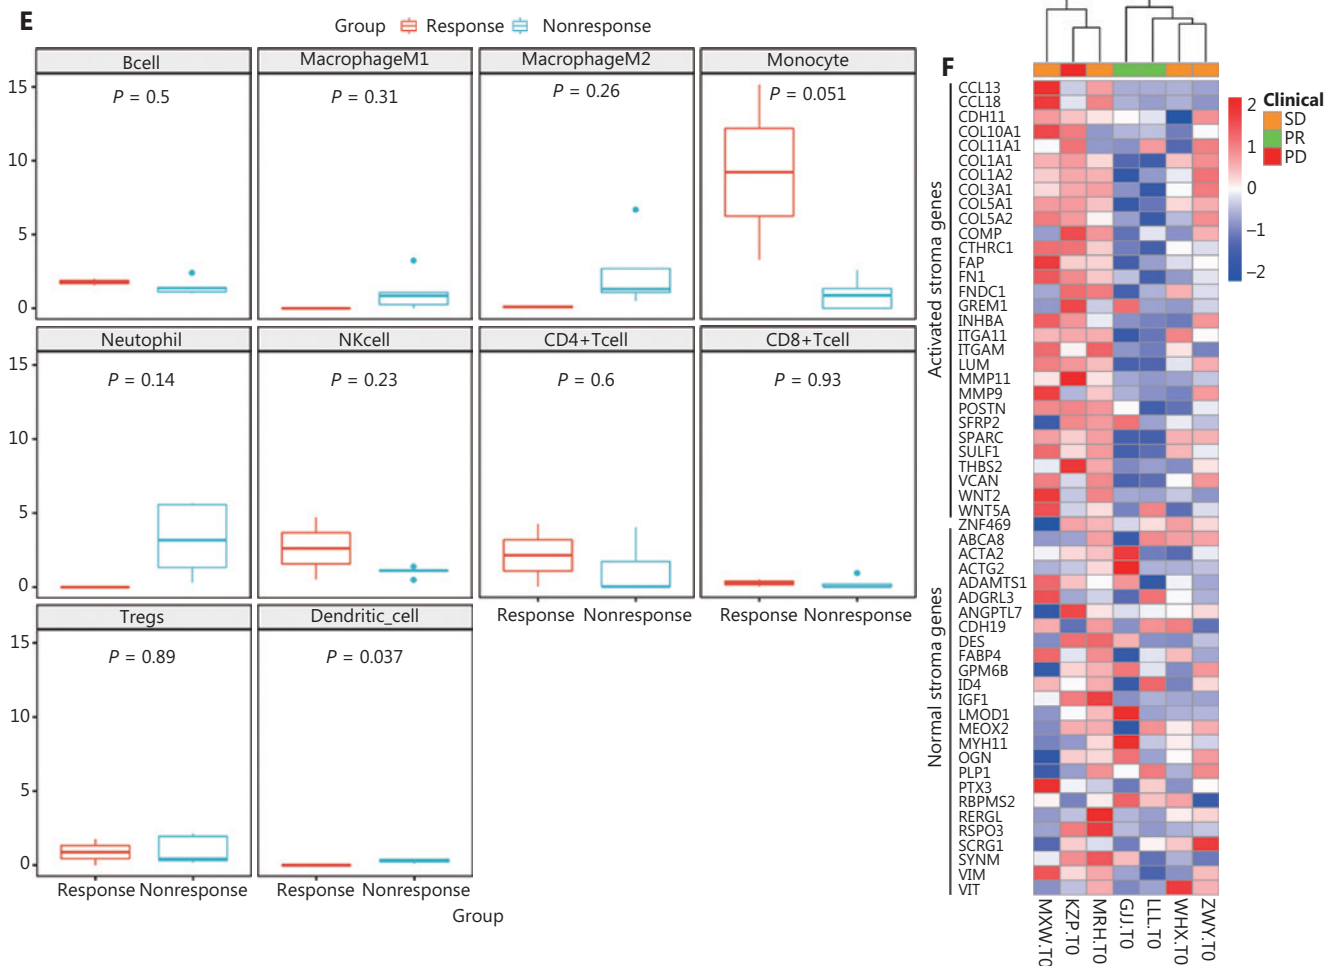 E
Group Response Nonresponse
Bcell MacrophageM1 MacrophageM2 Monocyte
P = 0.5 P = 0.31 P = 0.26 P = 0.051
15
10
5
0
Neutophil NKcell CD4+Tcell CD8+Tcell
P = 0.14 P = 0.23 P = 0.6 P = 0.93
15
10
5
0
Response Nonresponse Response Nonresponse
Tregs Dendritic_cell
P = 0.89 P = 0.037
15
10
5
0
Response Nonresponse Response Nonresponse
Group
F
Activated stroma genes
CCL13
CCL18
CDH11
COL10A1
COL11A1
COL1A1
COL1A2
COL3A1
COL5A1
COL5A2
COMP
CTHRC1
FAP
FN1
FNDC1
GREM1
INHBA
ITGA11
ITGAM
LUM
MMP11
MMP9
POSTN
SFRP2
SPARC
SULF1
THBS2
VCAN
WNT2
WNT5A
ZNF469
Normal stroma genes
ABCA8
ACTA2
ACTG2
ADAMTS1
ADGRL3
ANGPTL7
CDH19
DES
FABP4
GPM6B
ID4
IGF1
LMOD1
MEOX2
MYH11
OGN
PLP1
PTX3
RBPMS2
RERGL
RSPO3
SCRG1
SYNM
VIM
VIT
MXW.T0
KZP.T0
MRH.T0
GJJ.T0
LLL.T0
WHX.T0
ZWY.T0
2
1
0
−1
−2
Clinical
SD
PR
PD